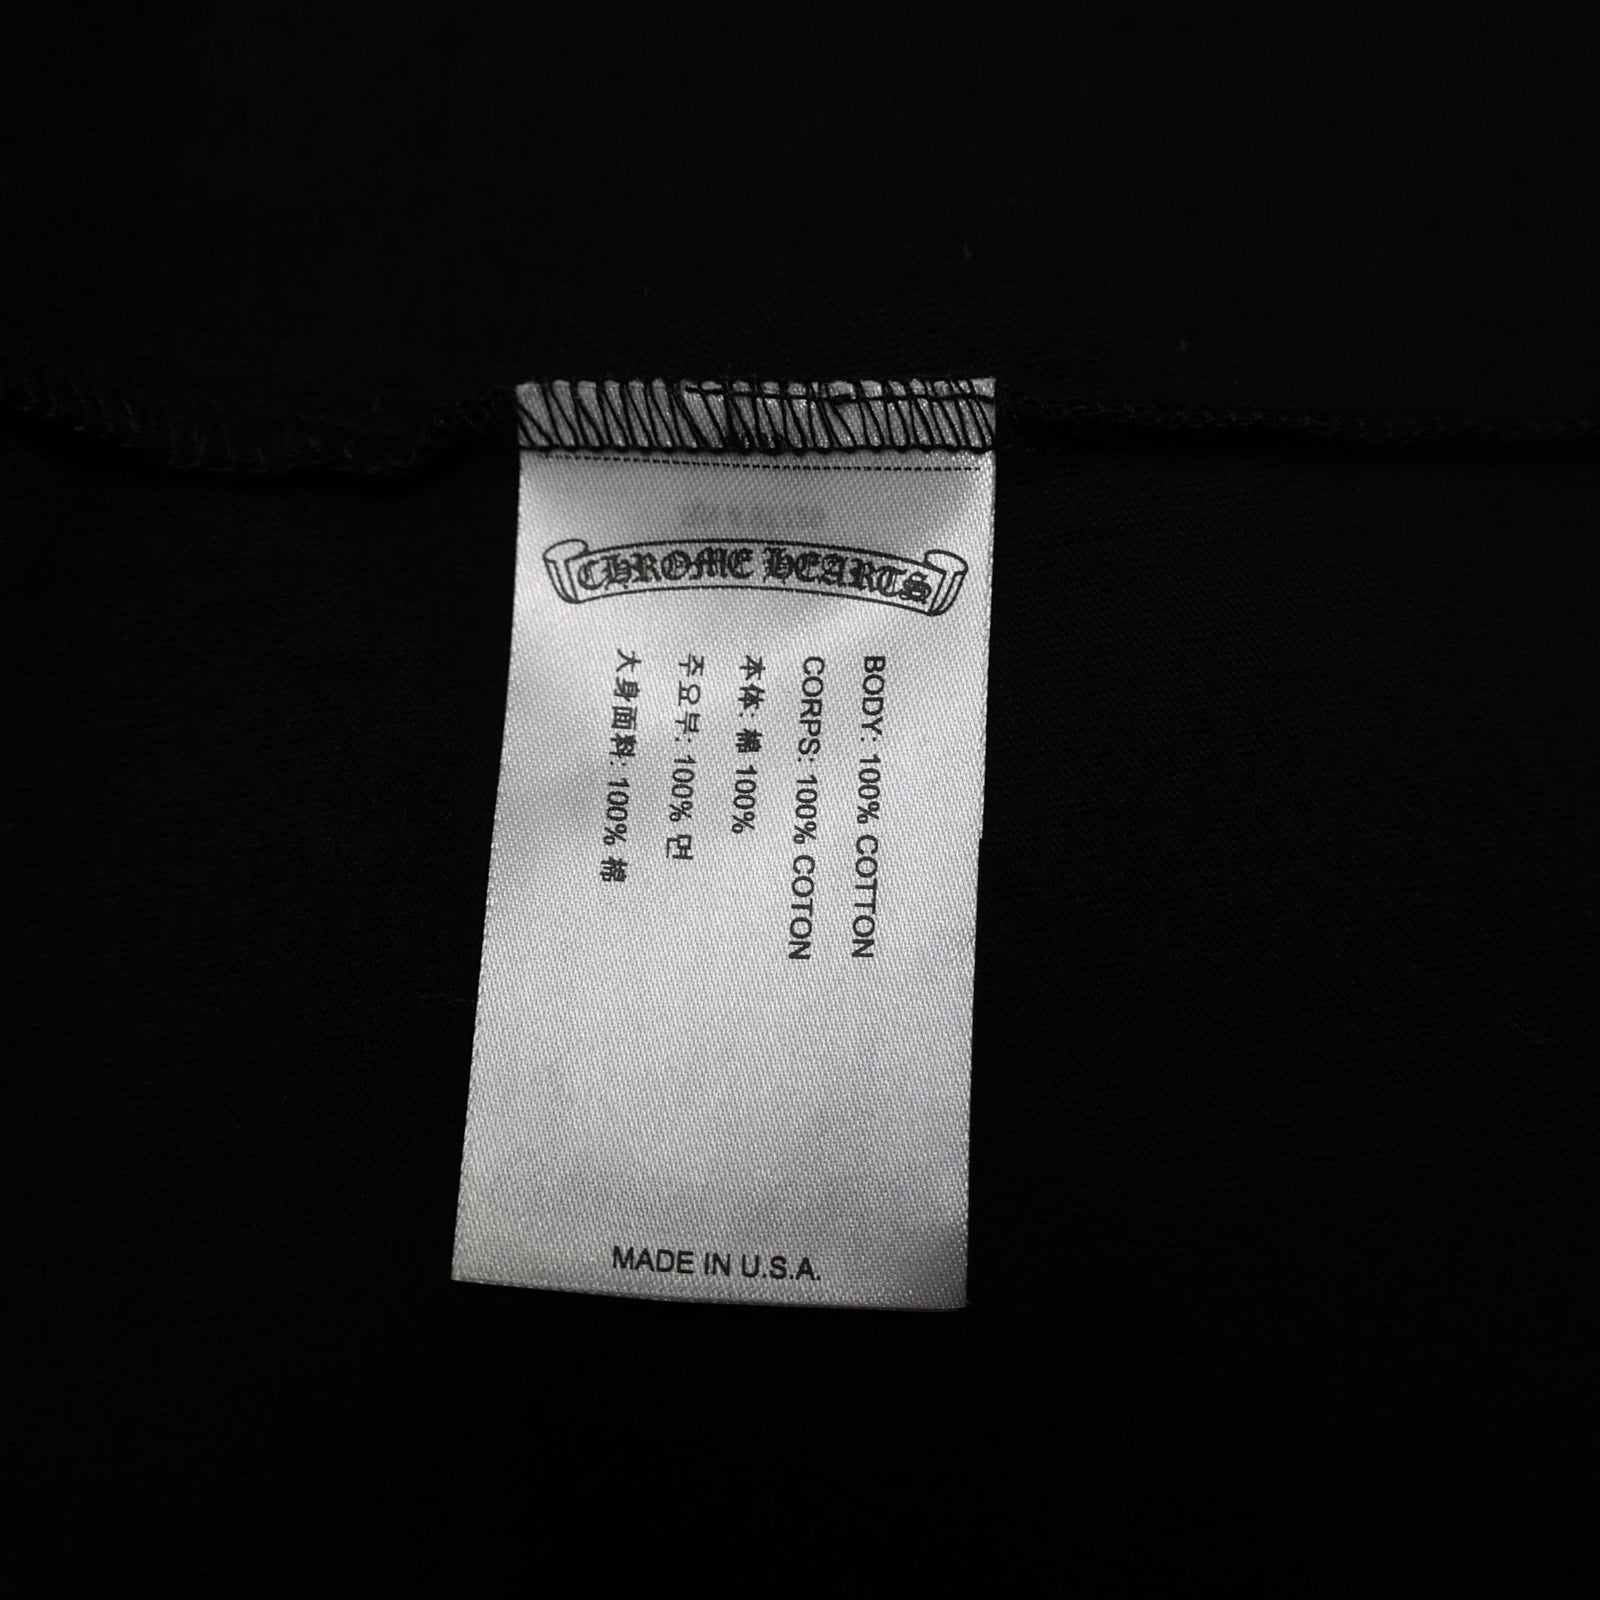 CHROME HEARTS
BODY: 100% COTTON
CORPS: 100% COTON
本体: 棉 100%
주요부: 100% 면
大身面料: 100% 棉
MADE IN U.S.A.